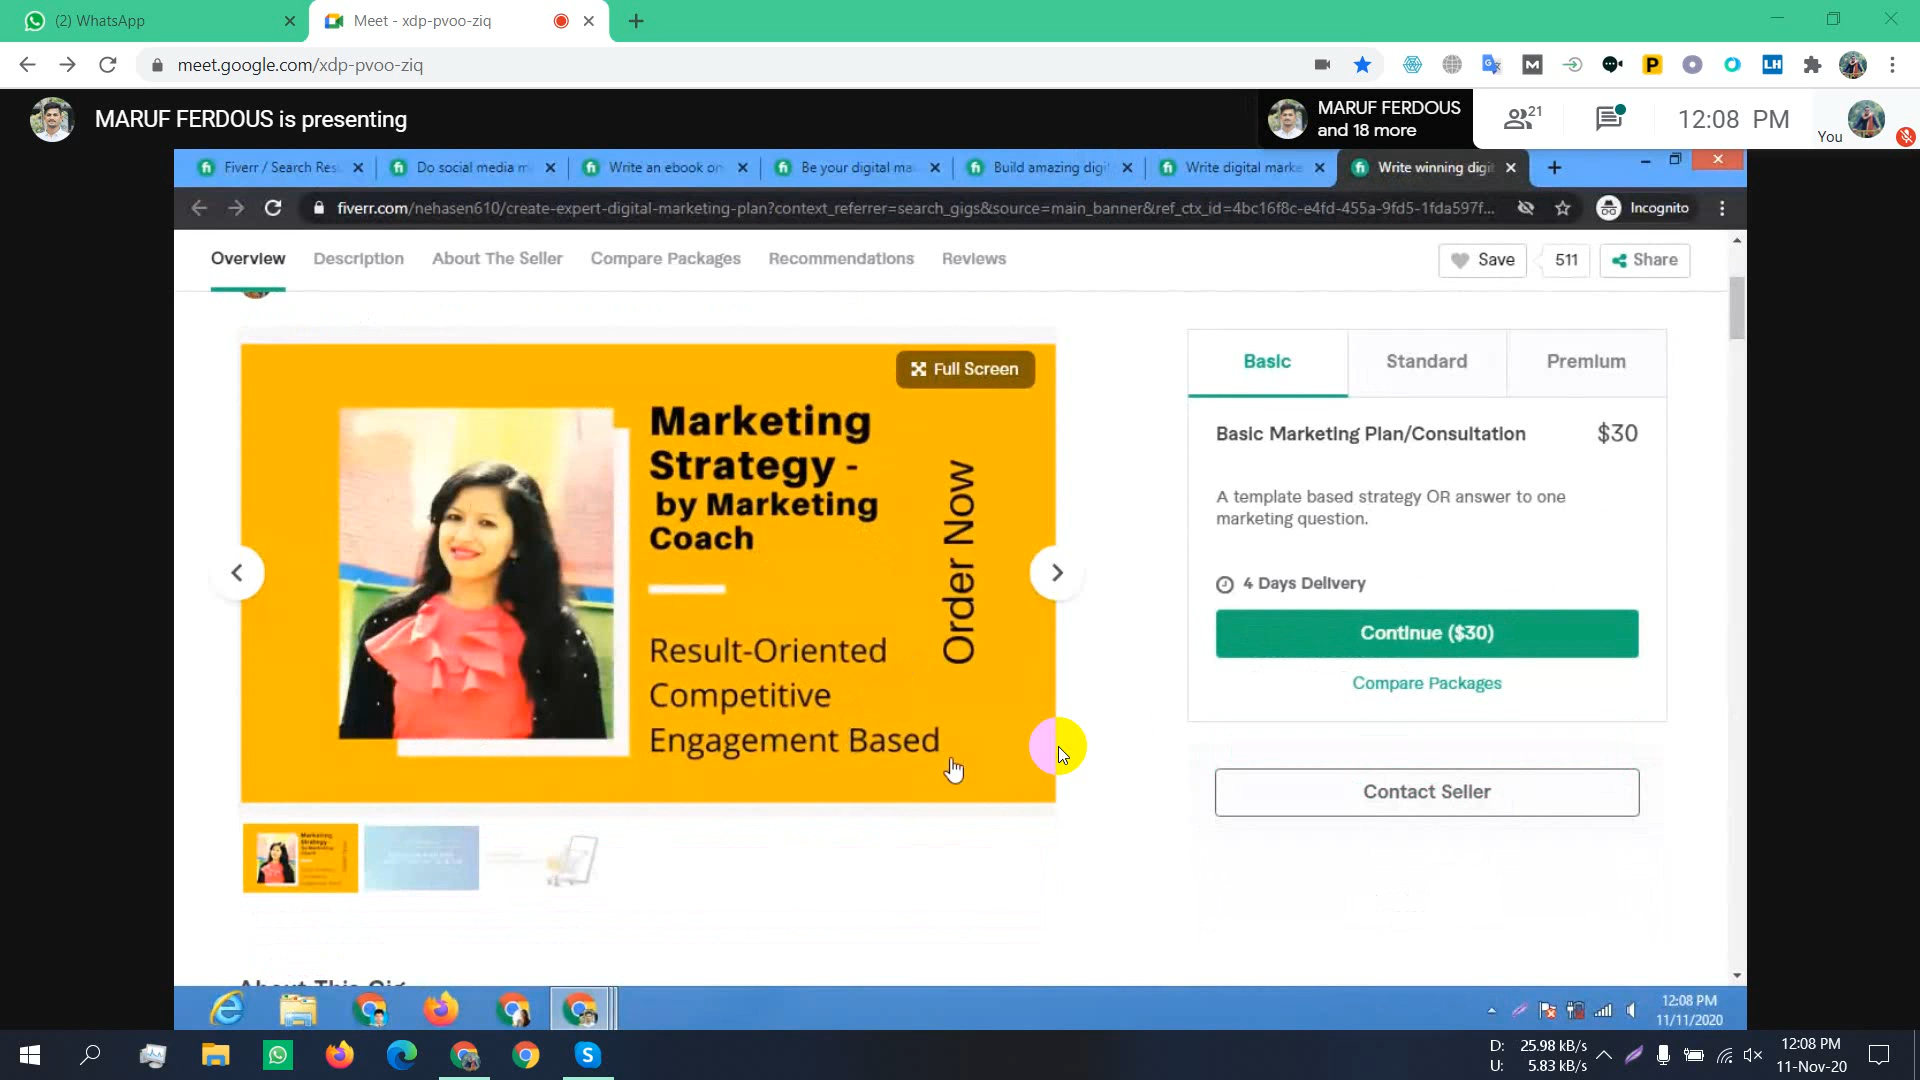 (2) WhatsApp
Meet - xdp-pvoo-ziq
meet.google.com/xdp-pvoo-ziq
MARUF FERDOUS is presenting
MARUF FERDOUS
and 18 more
21
12:08 PM
You
Fiverr / Search Res
Do social media m
Write an ebook on
Be your digital ma
Build amazing digi
Write digital marke
Write winning digi
fiverr.com/nehasen610/create-expert-digital-marketing-plan?context_referrer=search_gigs&source=main_banner&ref_ctx_id=4bc16f8c-e4fd-455a-9fd5-1fda597f...
Incognito
Overview
Description
About The Seller
Compare Packages
Recommendations
Reviews
Save
511
Share
Full Screen
Marketing
Strategy -
by Marketing
Coach
Order Now
Result-Oriented
Competitive
Engagement Based
Basic
Standard
Premium
Basic Marketing Plan/Consultation
$30
A template based strategy OR answer to one
marketing question.
4 Days Delivery
Continue ($30)
Compare Packages
Contact Seller
About This Gig
12:08 PM
11/11/2020
D: 25.98 kB/s
U: 5.83 kB/s
12:08 PM
11-Nov-20